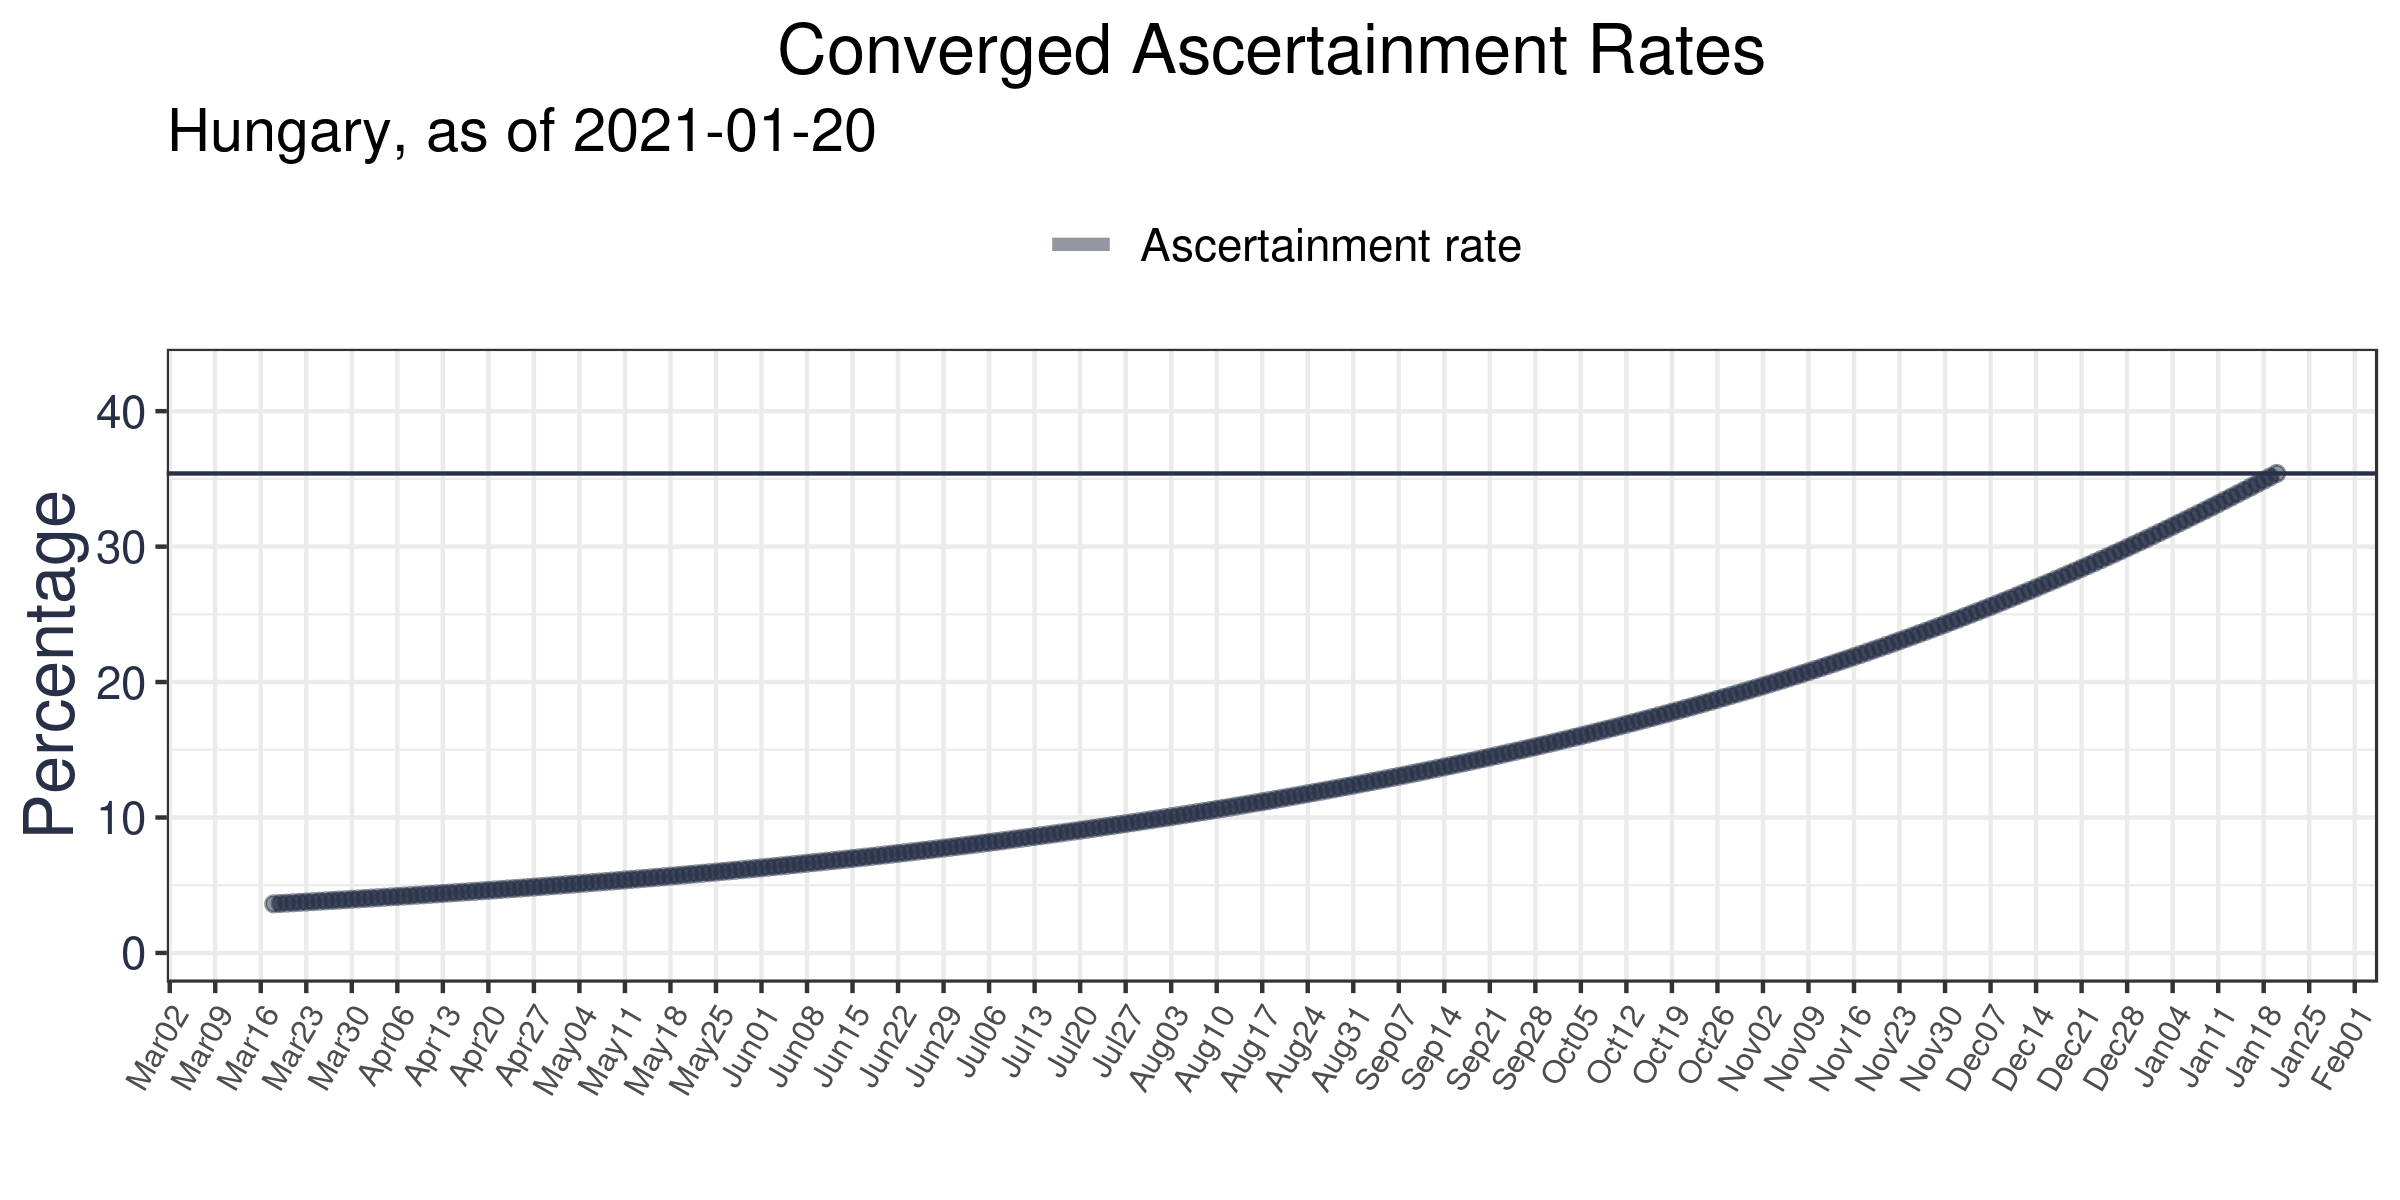 Converged Ascertainment Rates
Hungary, as of 2021-01-20
Ascertainment rate
Percentage
40
30
20
10
0
Mar02
Mar09
Mar16
Mar23
Mar30
Apr06
Apr13
Apr20
Apr27
May04
May11
May18
May25
Jun01
Jun08
Jun15
Jun22
Jun29
Jul06
Jul13
Jul20
Jul27
Aug03
Aug10
Aug17
Aug24
Aug31
Sep07
Sep14
Sep21
Sep28
Oct05
Oct12
Oct19
Oct26
Nov02
Nov09
Nov16
Nov23
Nov30
Dec07
Dec14
Dec21
Dec28
Jan04
Jan11
Jan18
Jan25
Feb01